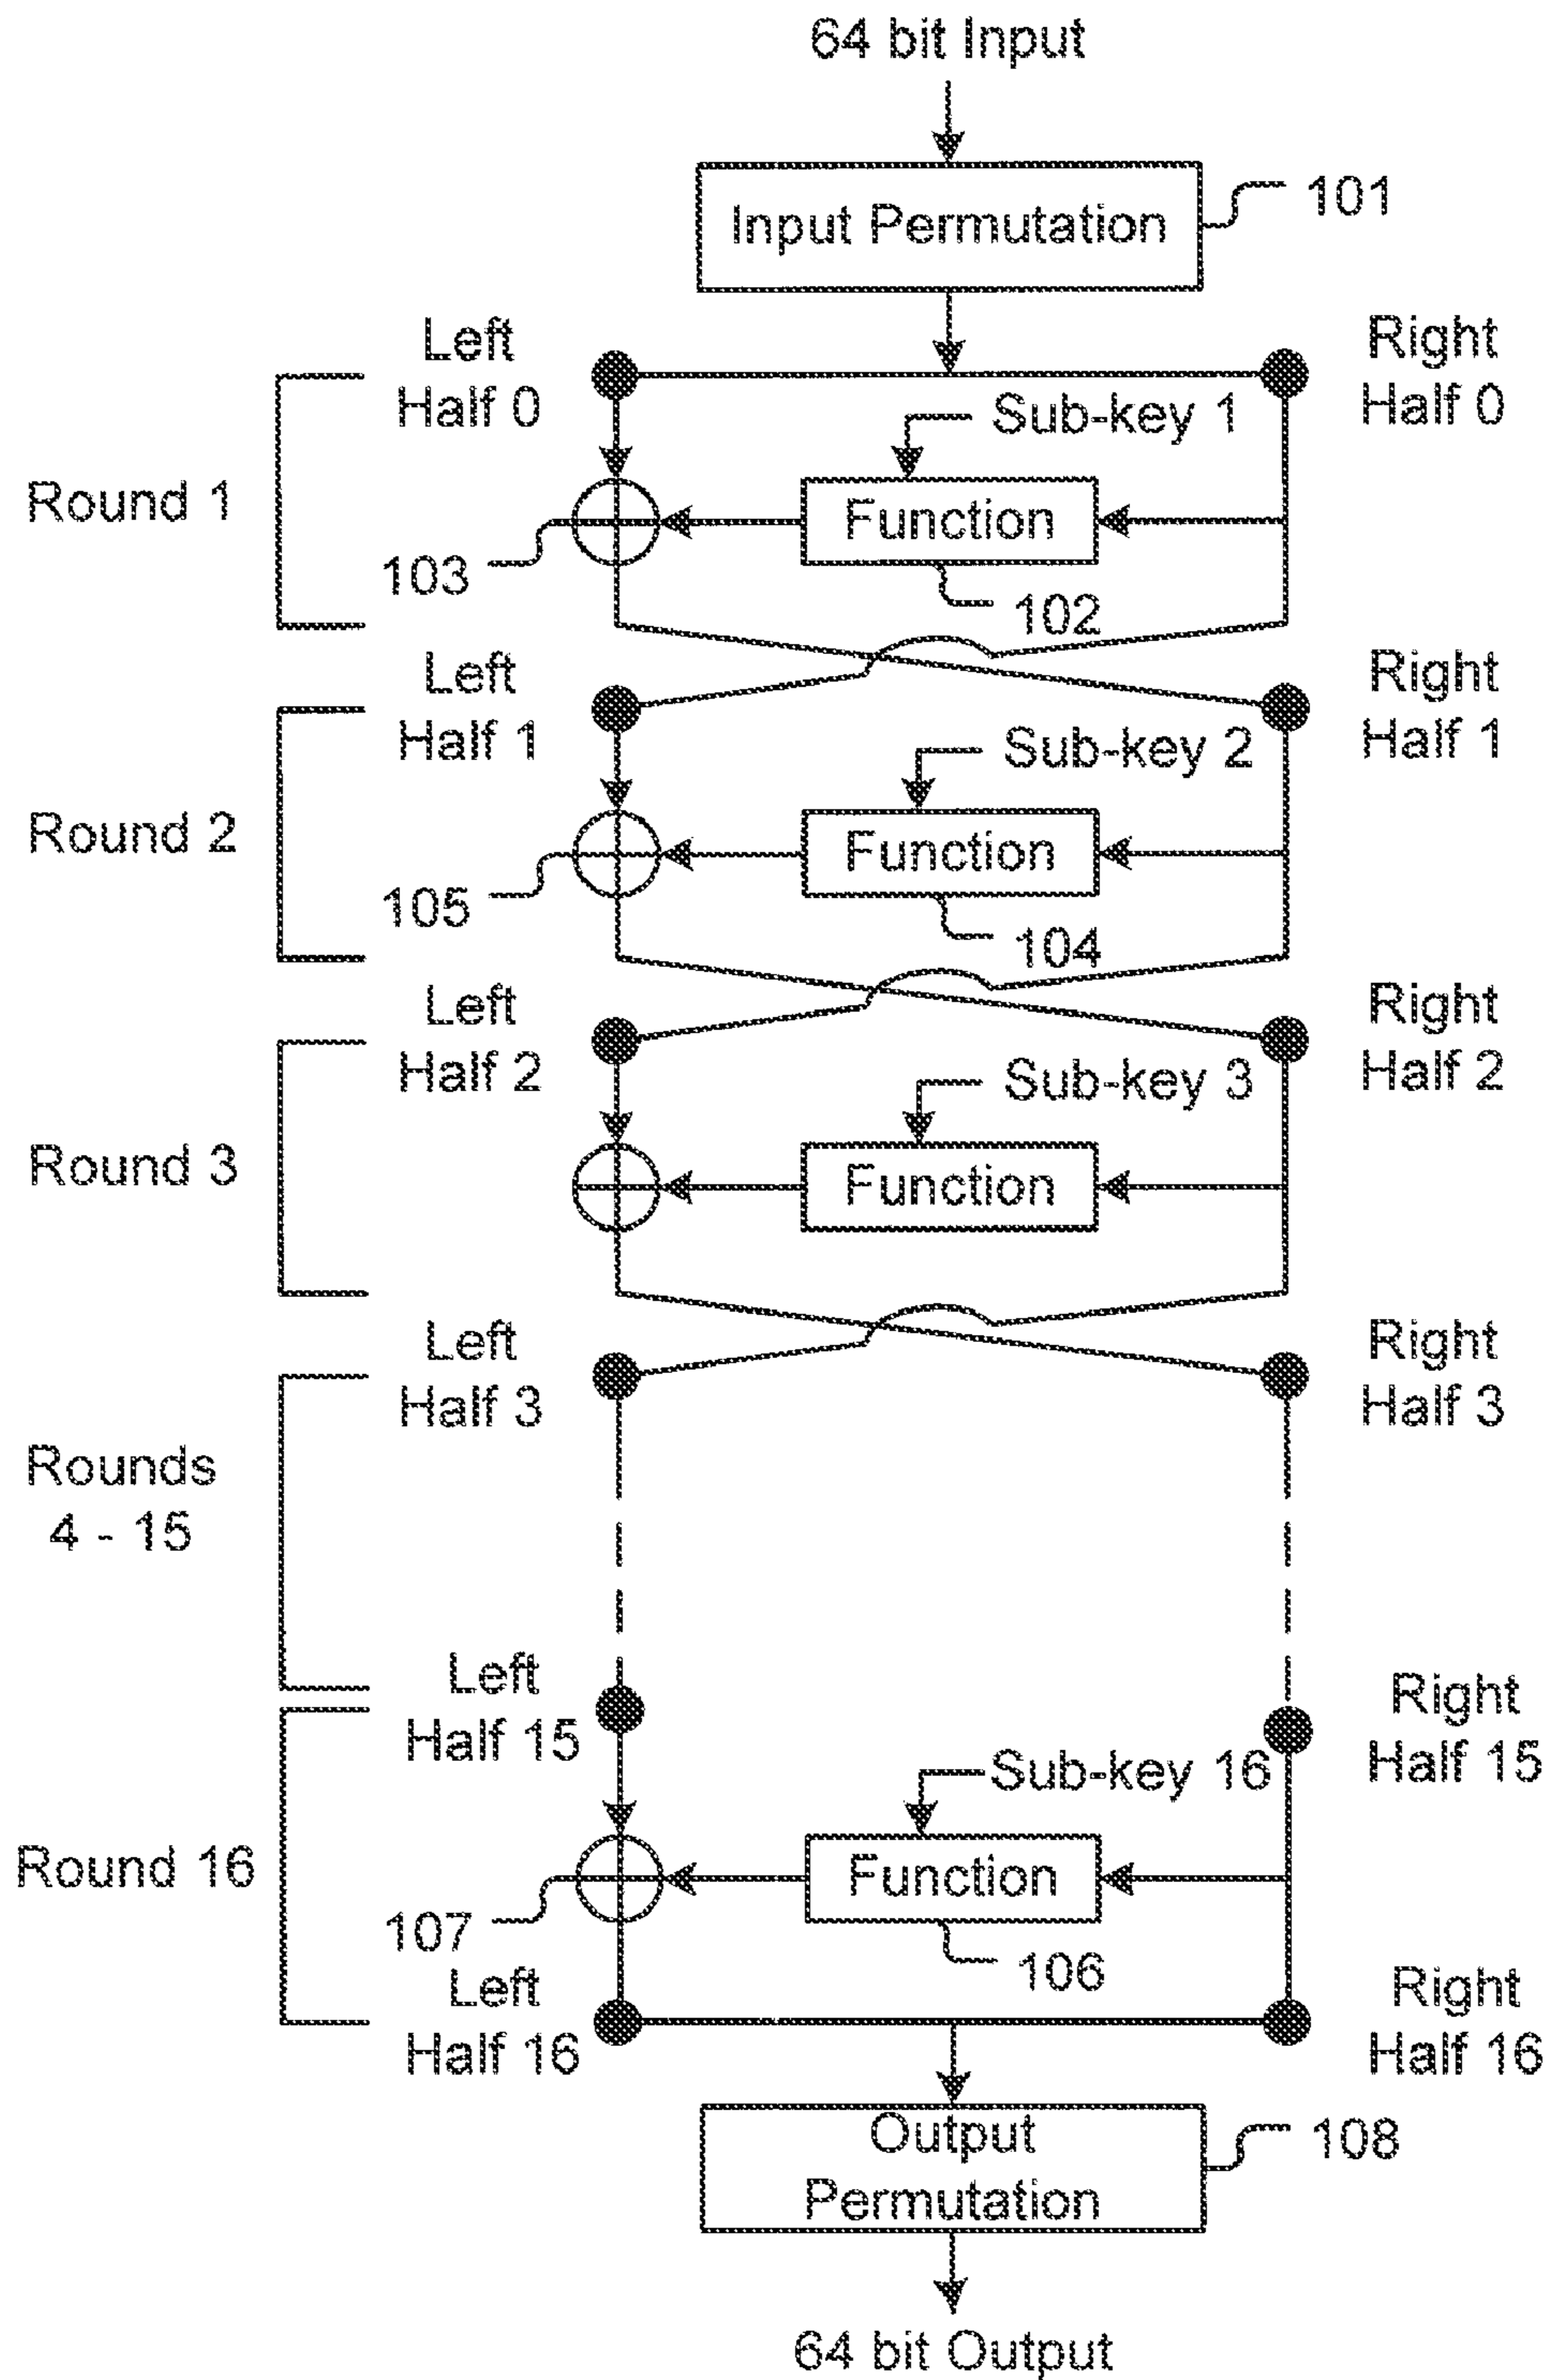 64 bit Input
Input Permutation
101
Left
Half 0
Right
Half 0
Sub-key 1
Round 1
Function
103
102
Left
Half 1
Right
Half 1
Sub-key 2
Round 2
Function
105
104
Left
Half 2
Right
Half 2
Sub-key 3
Round 3
Function
Left
Half 3
Right
Half 3
Rounds
4 - 15
Left
Half 15
Right
Half 15
Sub-key 16
Round 16
Function
107
106
Left
Half 16
Right
Half 16
Output
Permutation
108
64 bit Output